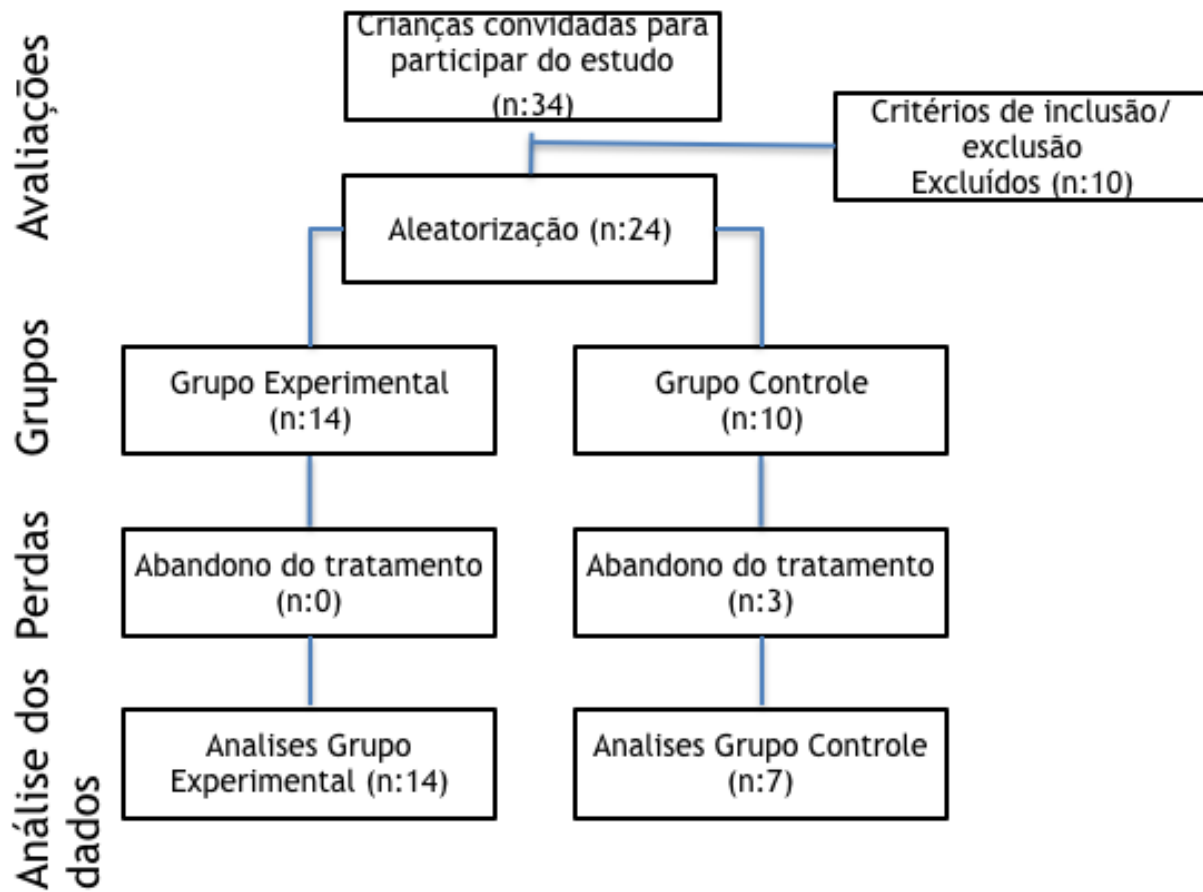 Avaliações
Crianças convidadas para
participar do estudo
(n:34)
Critérios de inclusão/
exclusão
Excluídos (n:10)
Aleatorização (n:24)
Grupos
Grupo Experimental
(n:14)
Grupo Controle
(n:10)
Perdas
Abandono do tratamento
(n:0)
Abandono do tratamento
(n:3)
Análise dos
dados
Analises Grupo
Experimental (n:14)
Analises Grupo Controle
(n:7)